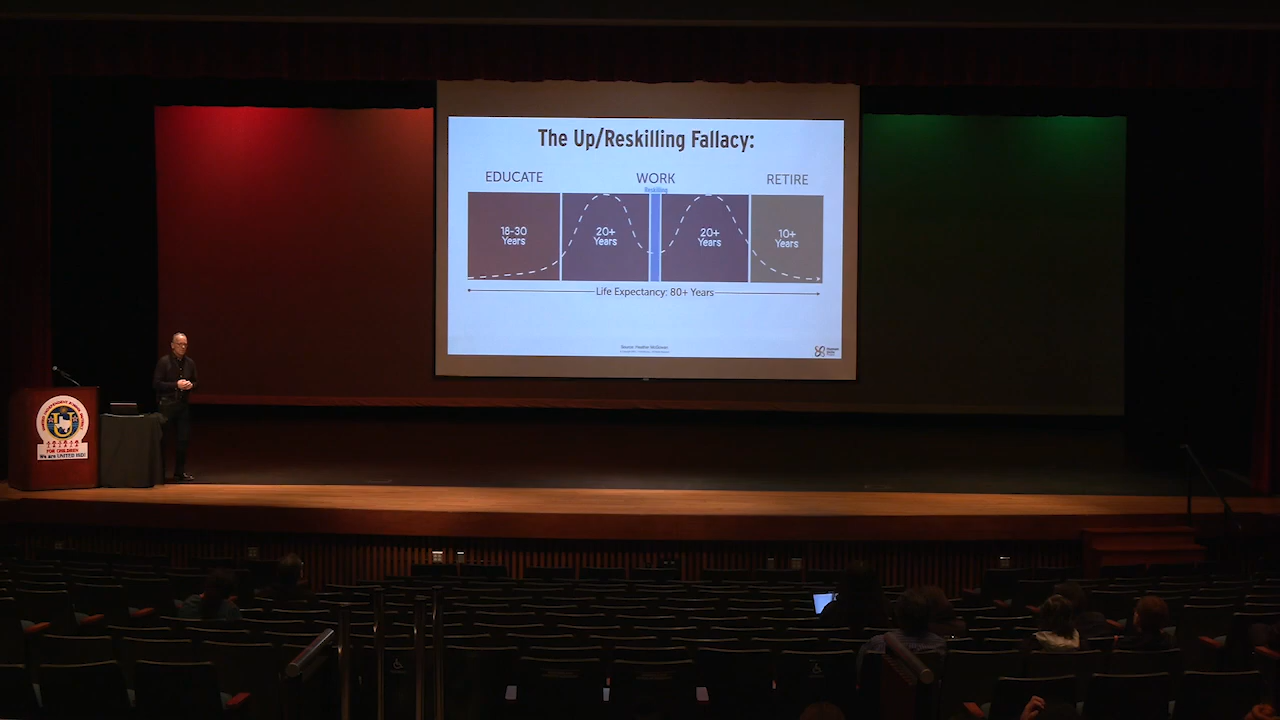 The Up/Reskilling Fallacy:
EDUCATE
WORK
RETIRE
Reskilling
18-30
Years
20+
Years
20+
Years
10+
Years
Life Expectancy: 80+ Years
FOR CHILDREN
We are UNITED ISD!